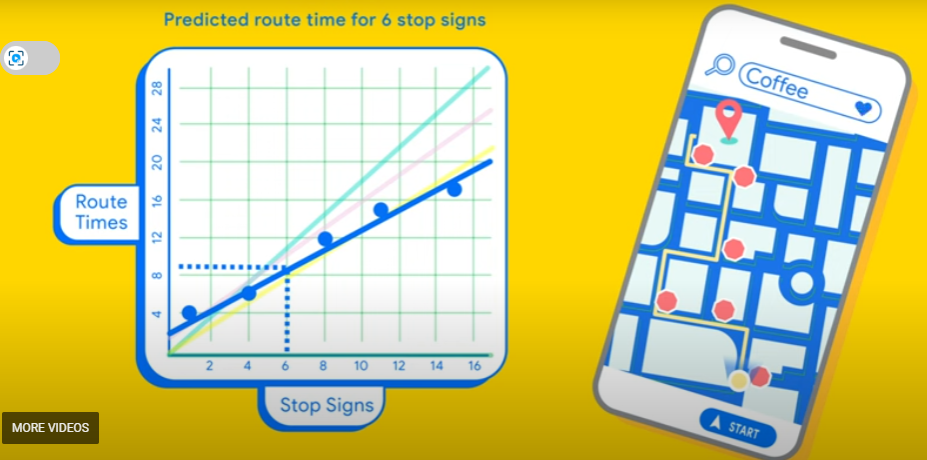 Predicted route time for 6 stop signs
28
24
20
16
12
8
4
Route
Times
2 4 6 8 10 12 14 16
Stop Signs
Coffee
START
MORE VIDEOS